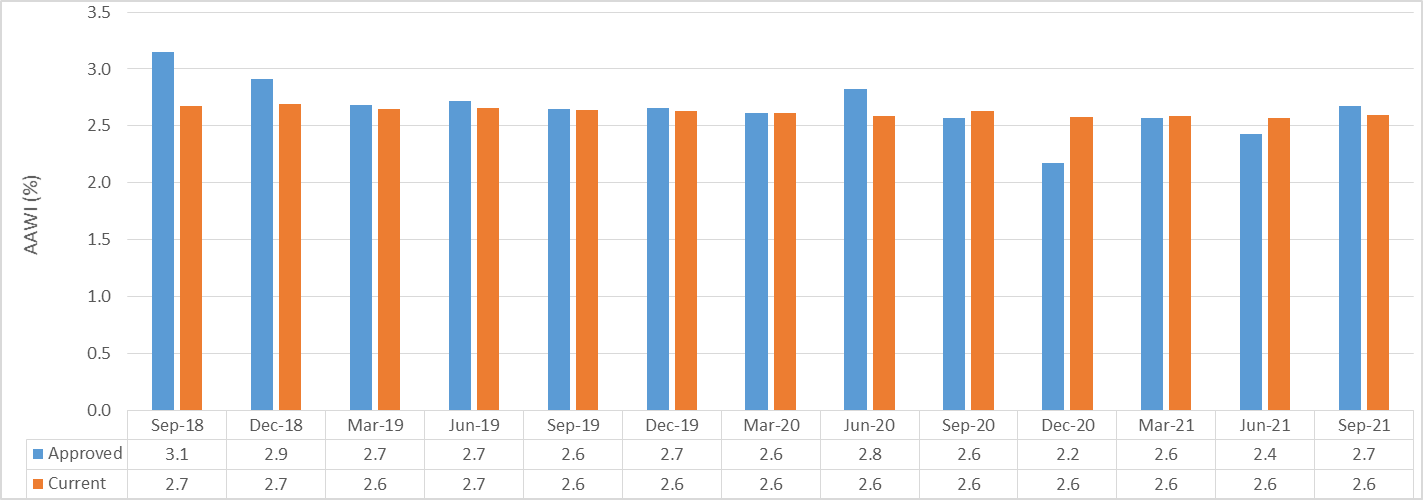 3.5
3.0
2.5
2.0
1.5
1.0
0.5
0.0
AAWI (%)
Sep-18 Dec-18 Mar-19 Jun-19 Sep-19 Dec-19 Mar-20 Jun-20 Sep-20 Dec-20 Mar-21 Jun-21 Sep-21
Approved 3.1 2.9 2.7 2.7 2.6 2.7 2.6 2.8 2.6 2.2 2.6 2.4 2.7
Current 2.7 2.7 2.6 2.7 2.6 2.6 2.6 2.6 2.6 2.6 2.6 2.6 2.6